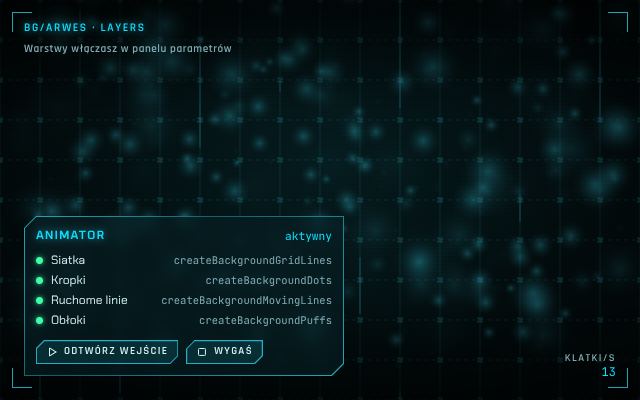 BG/ARWES · LAYERS
Warstwy włączasz w panelu parametrów
ANIMATOR aktywny
Siatka createBackgroundGridLines
Kropki createBackgroundDots
Ruchome linie createBackgroundMovingLines
Obłoki createBackgroundPuffs
ODTWÓRZ WEJŚCIE WYGAŚ
KLATKI/S
13